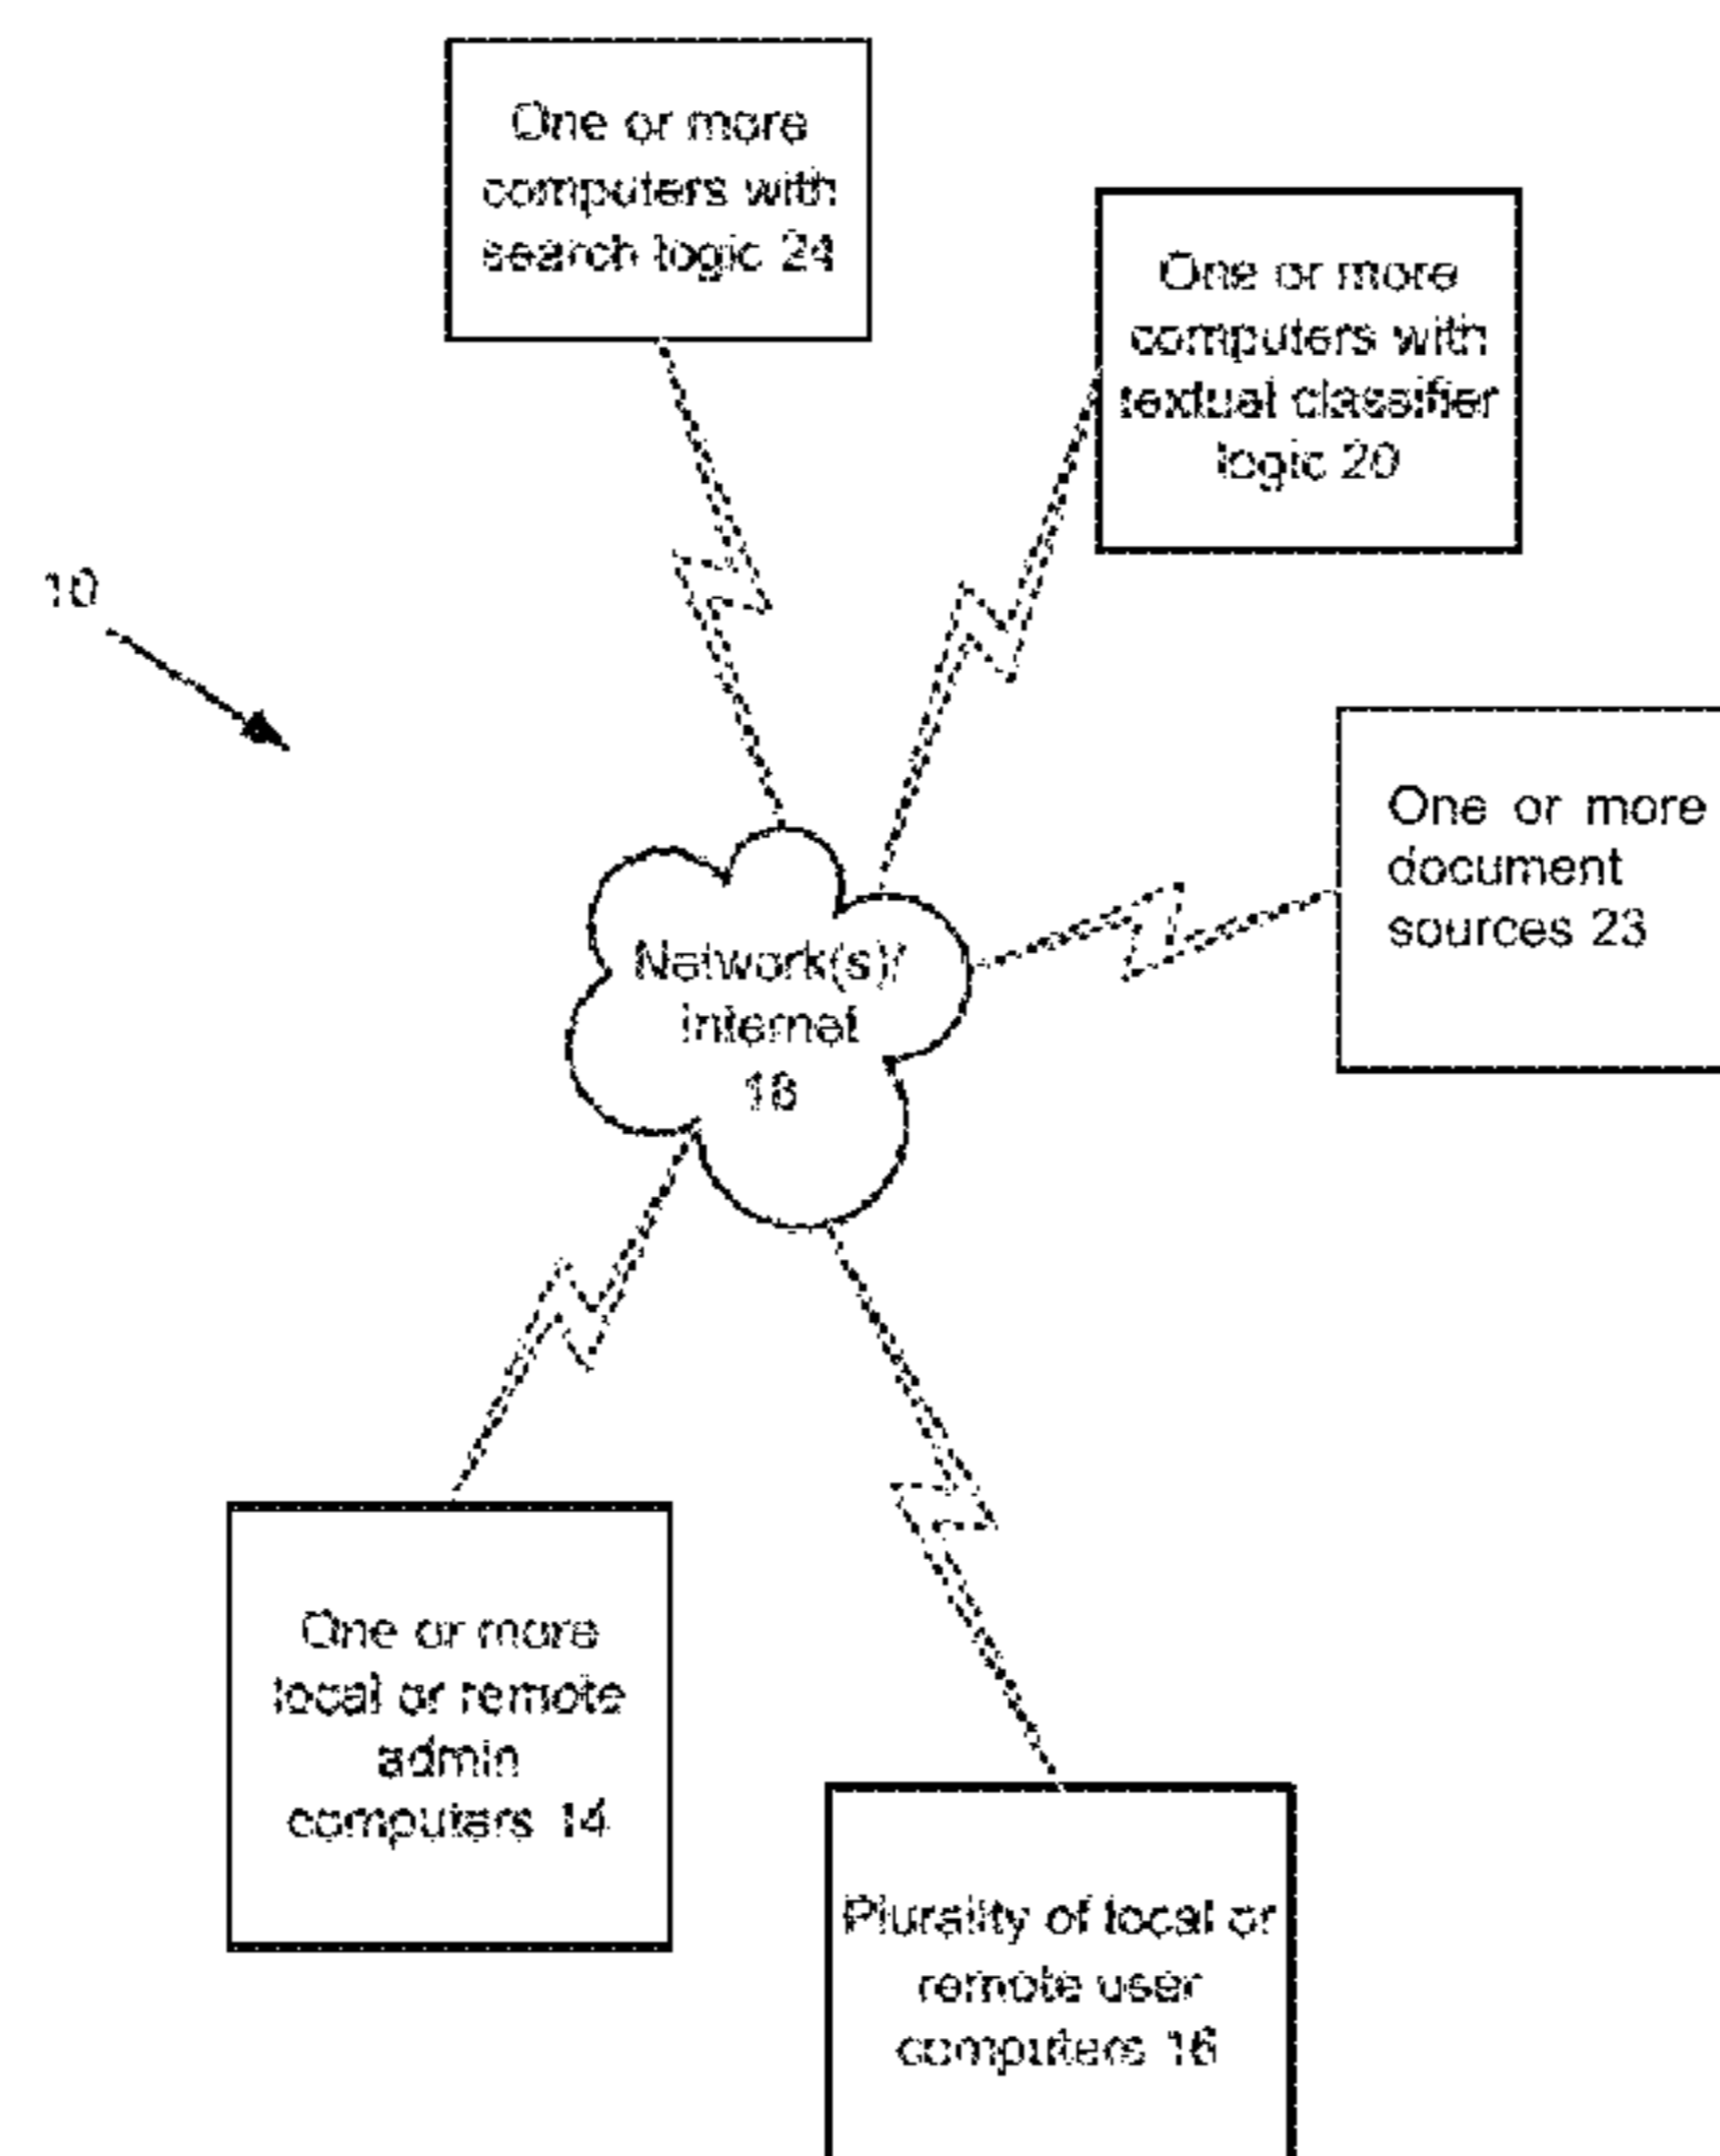 One or more
computers with
search logic 24
One or more
computers with
textual classifier
logic 20
10
One or more
document
sources 23
Network(s)/
Internet
18
One or more
local or remote
admin
computers 14
Plurality of local or
remote user
computers 16